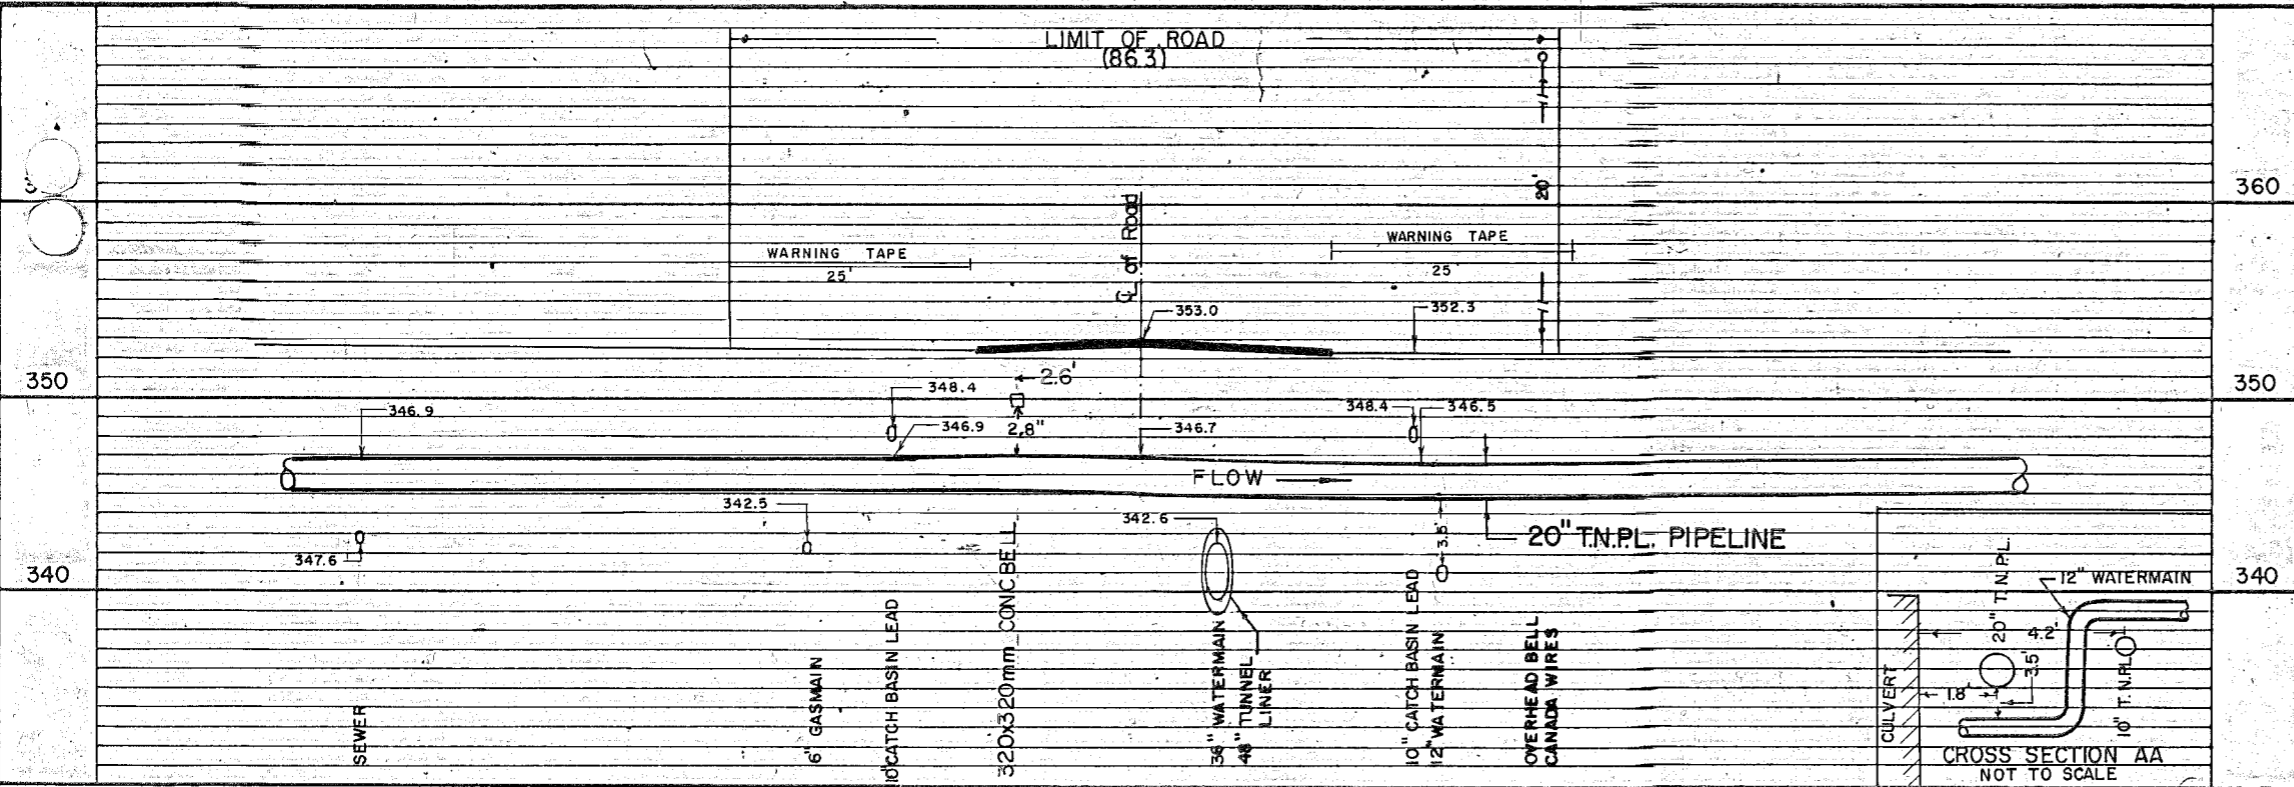 LIMIT OF ROAD
(86.3)
360
20'
℄ of Road
WARNING TAPE
25'
WARNING TAPE
25'
353.0
352.3
350
350
2.6'
348.4
346.9
346.9
2.8"
346.7
348.4
346.5
FLOW
342.5
342.6
347.6
3.5'
20" T.N.P.L. PIPELINE
340
340
SEWER
6" GASMAIN
10" CATCH BASIN LEAD
320x320mm CONC BELL
36" WATERMAIN
48" TUNNEL
LINER
10" CATCH BASIN LEAD
12" WATERMAIN
OVERHEAD BELL
CANADA WIRES
CULVERT
20" T.N.P.L.
12" WATERMAIN
4.2'
1.8'
3.5'
10" T.N.P.L.
CROSS SECTION AA
NOT TO SCALE